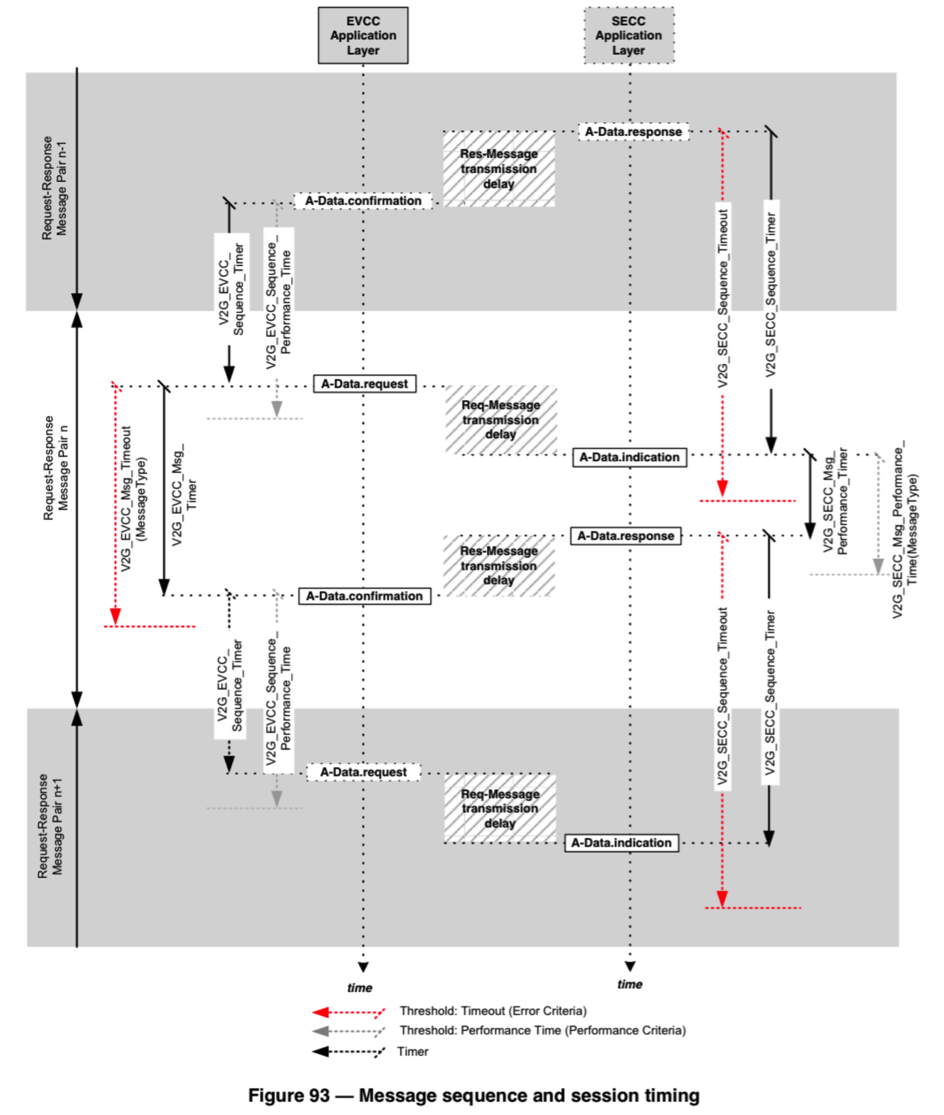 EVCC
Application
Layer
SECC
Application
Layer
Request-Response
Message Pair n-1
A-Data.response
Res-Message
transmission
delay
A-Data.confirmation
V2G_EVCC_
Sequence_Timer
V2G_EVCC_Sequence_
Performance_Time
V2G_SECC_Sequence_Timeout
V2G_SECC_Sequence_Timer
Request-Response
Message Pair n
A-Data.request
Req-Message
transmission
delay
A-Data.indication
V2G_EVCC_Msg_Timeout
(MessageType)
V2G_EVCC_Msg_
Timer
V2G_SECC_Msg_
Performance_Timer
V2G_SECC_Msg_Performance_
Time(MessageType)
A-Data.response
Res-Message
transmission
delay
A-Data.confirmation
V2G_EVCC_
Sequence_Timer
V2G_EVCC_Sequence_
Performance_Time
V2G_SECC_Sequence_Timeout
V2G_SECC_Sequence_Timer
Request-Response
Message Pair n+1
A-Data.request
Req-Message
transmission
delay
A-Data.indication
time
time
Threshold: Timeout (Error Criteria)
Threshold: Performance Time (Performance Criteria)
Timer
Figure 93 — Message sequence and session timing